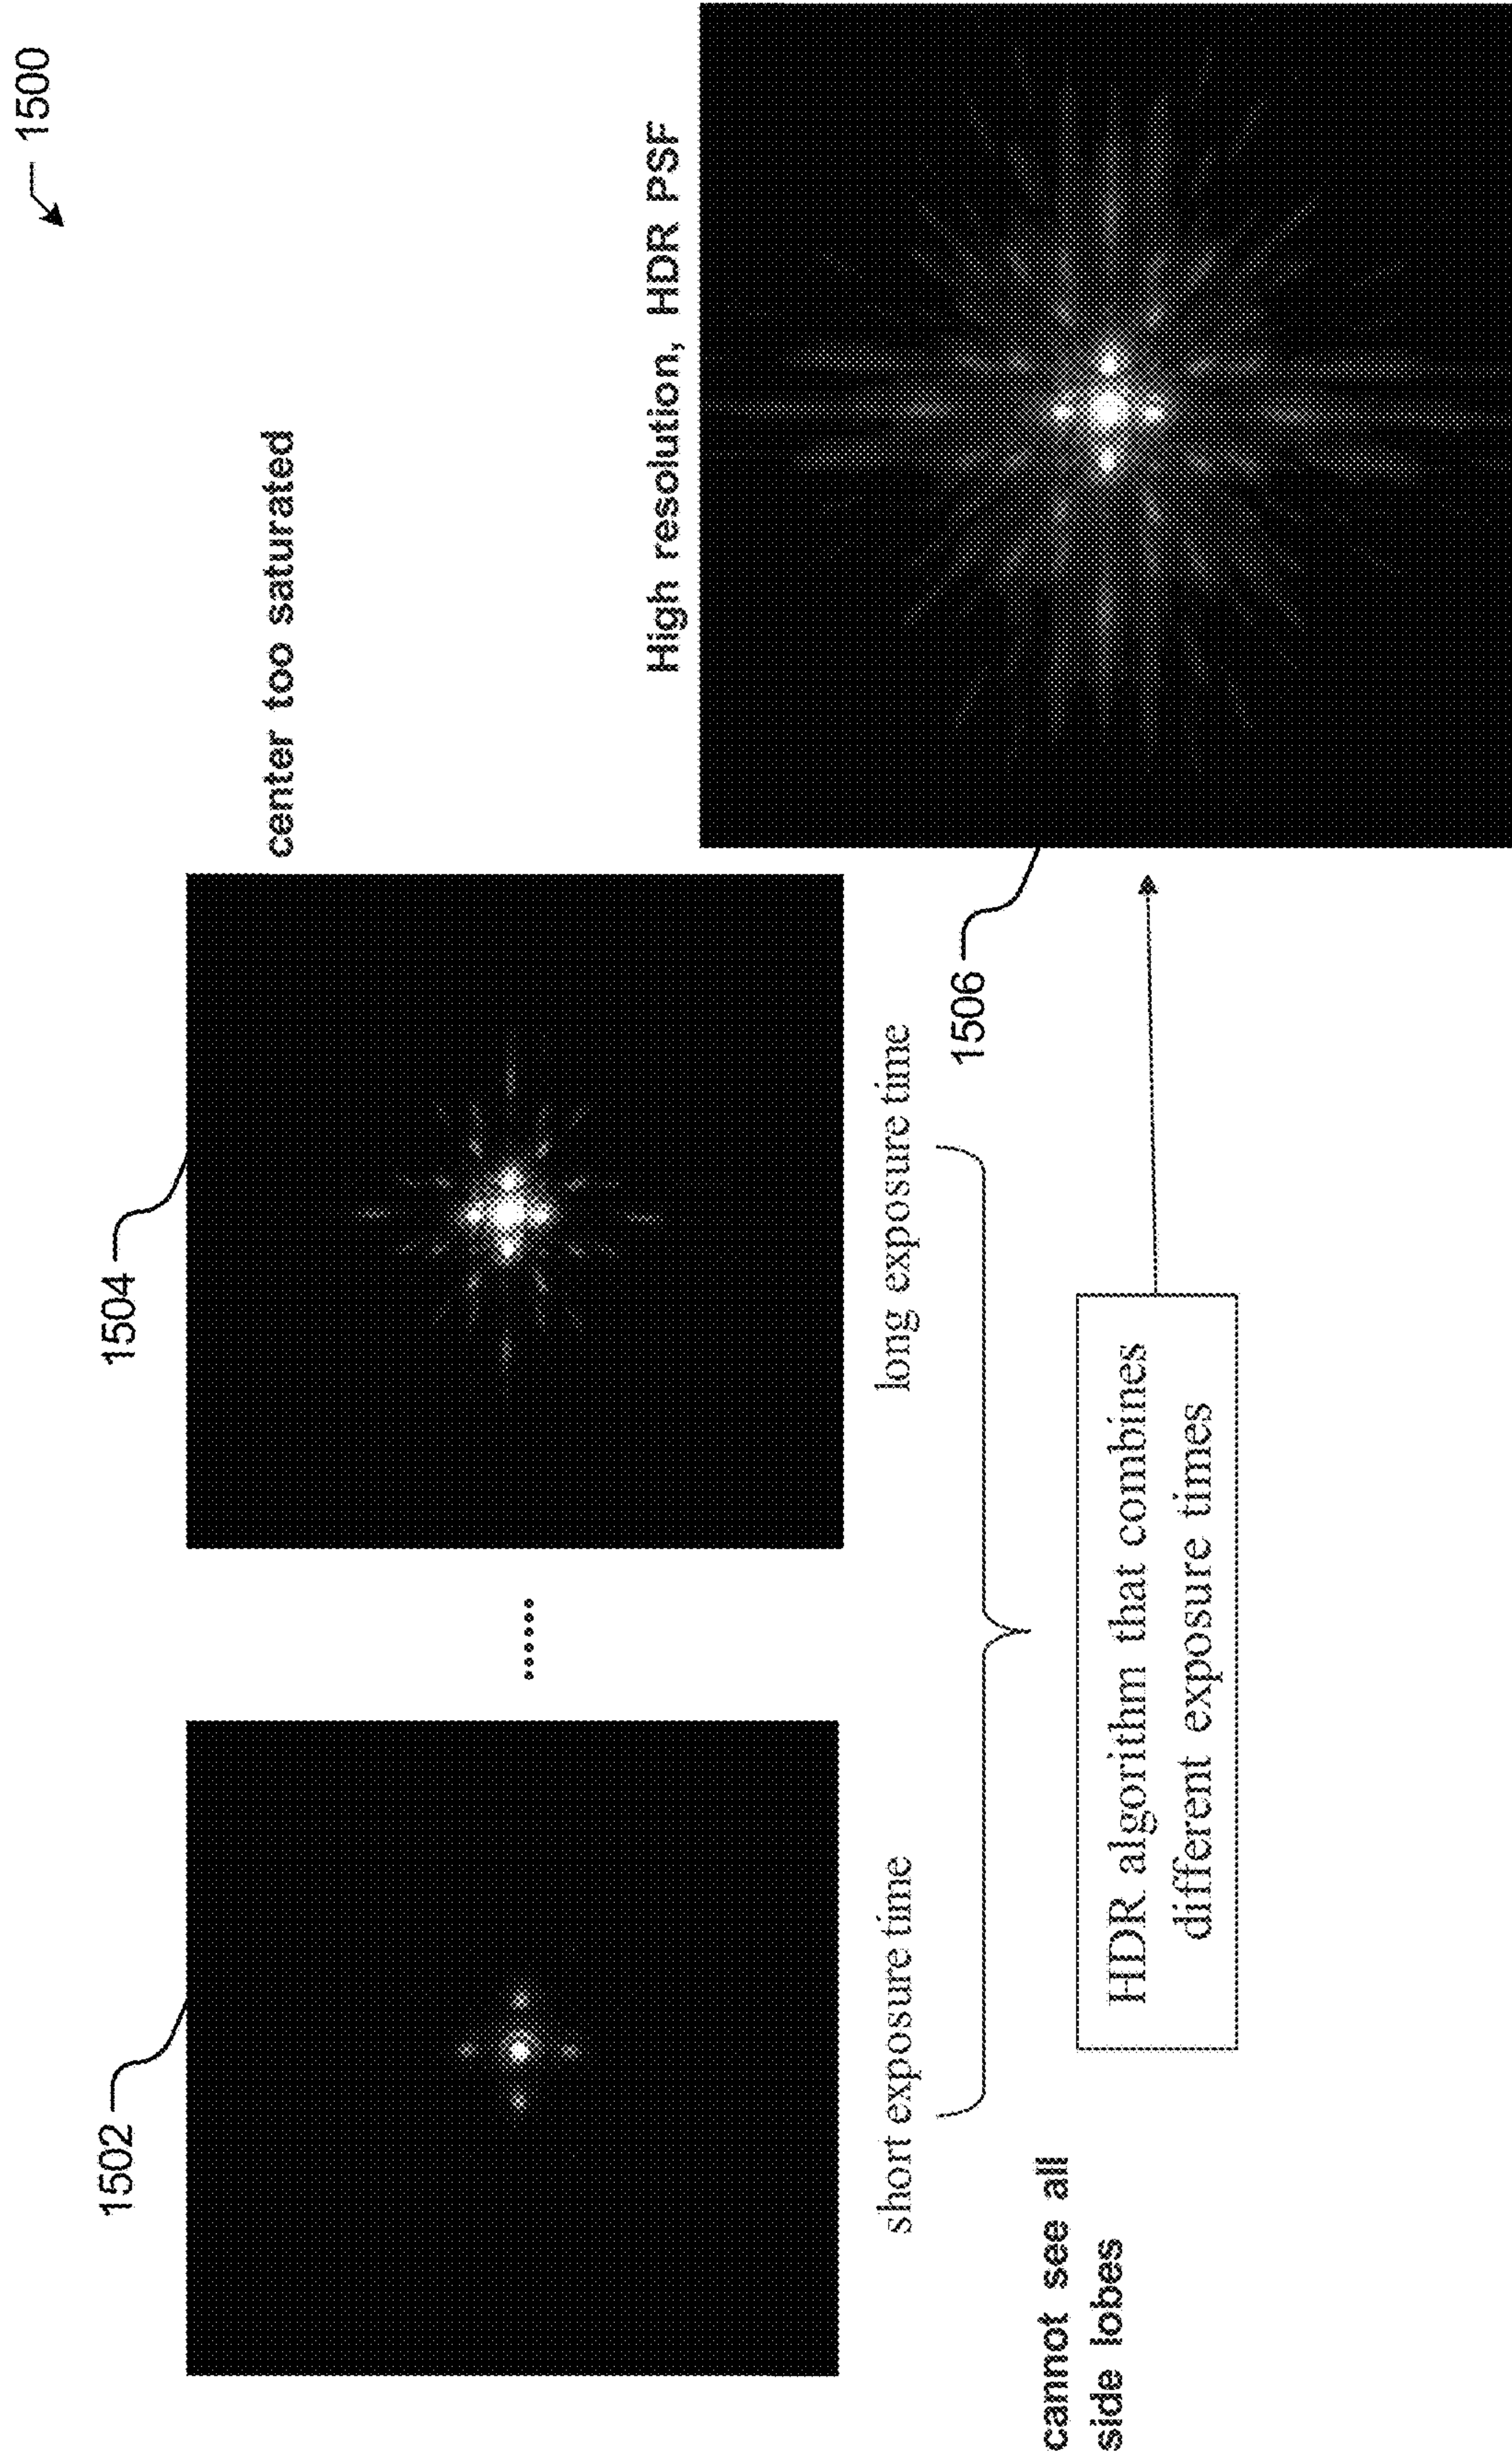 1500
1502
1504
center too saturated
short exposure time
long exposure time
cannot see all
side lobes
HDR algorithm that combines
different exposure times
1506
High resolution, HDR PSF